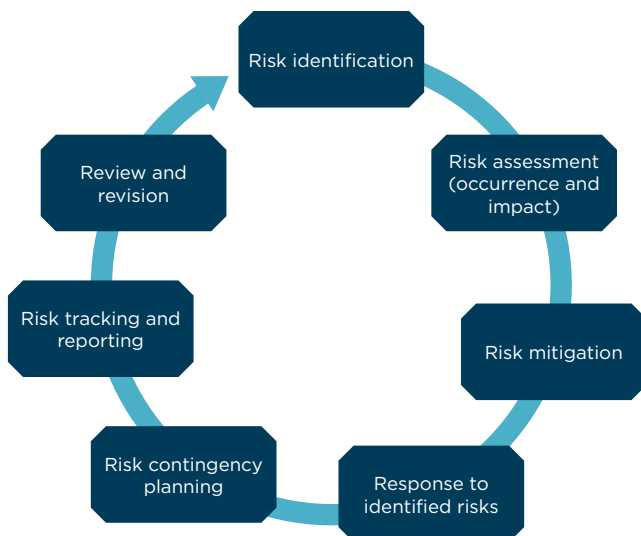 Risk identification
Risk assessment
(occurrence and
impact)
Risk mitigation
Response to
identified risks
Risk contingency
planning
Risk tracking and
reporting
Review and
revision